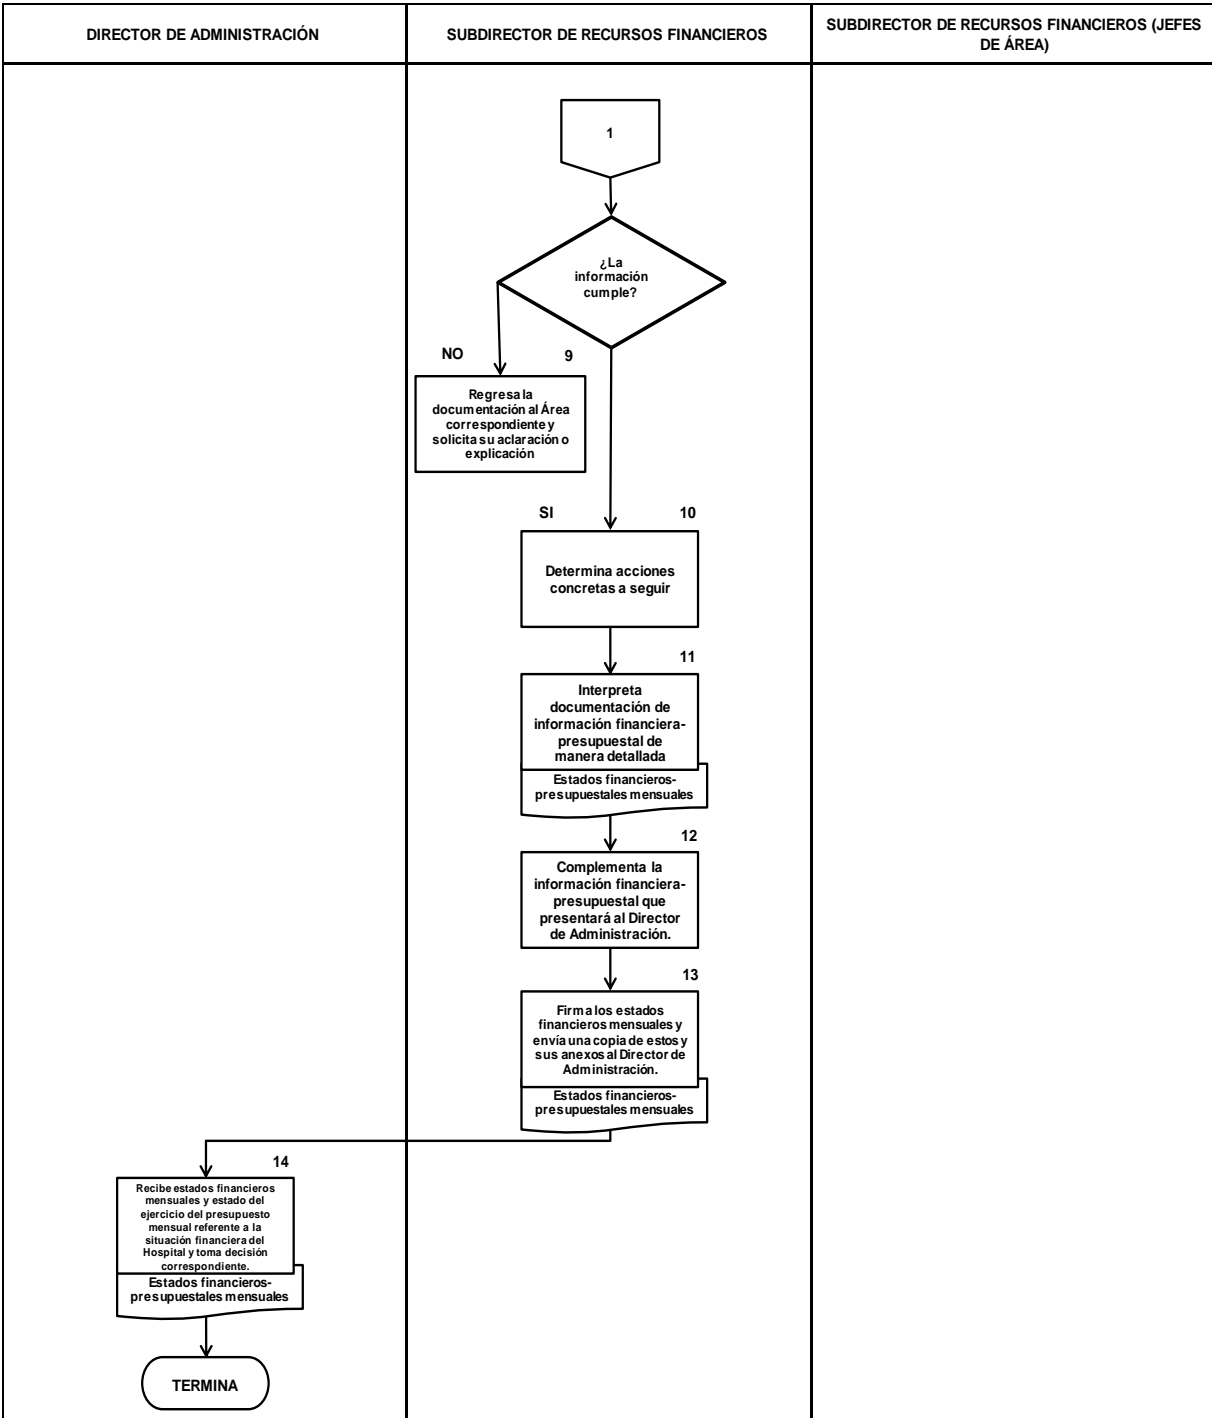 DIRECTOR DE ADMINISTRACIÓN
SUBDIRECTOR DE RECURSOS FINANCIEROS
SUBDIRECTOR DE RECURSOS FINANCIEROS (JEFES
DE ÁREA)
1
¿La
información
cumple?
NO
9
Regresa la
documentación al Área
correspondiente y
solicita su aclaración o
explicación
SI
10
Determina acciones
concretas a seguir
11
Interpreta
documentación de
información financiera-
presupuestal de
manera detallada
Estados financieros-
presupuestales mensuales
12
Complementa la
información financiera-
presupuestal que
presentará al Director
de Administración.
13
Firma los estados
financieros mensuales y
envía una copia de estos y
sus anexos al Director de
Administración.
Estados financieros-
presupuestales mensuales
14
Recibe estados financieros
mensuales y estado del
ejercicio del presupuesto
mensual referente a la
situación financiera del
Hospital y toma decisión
correspondiente.
Estados financieros-
presupuestales mensuales
TERMINA